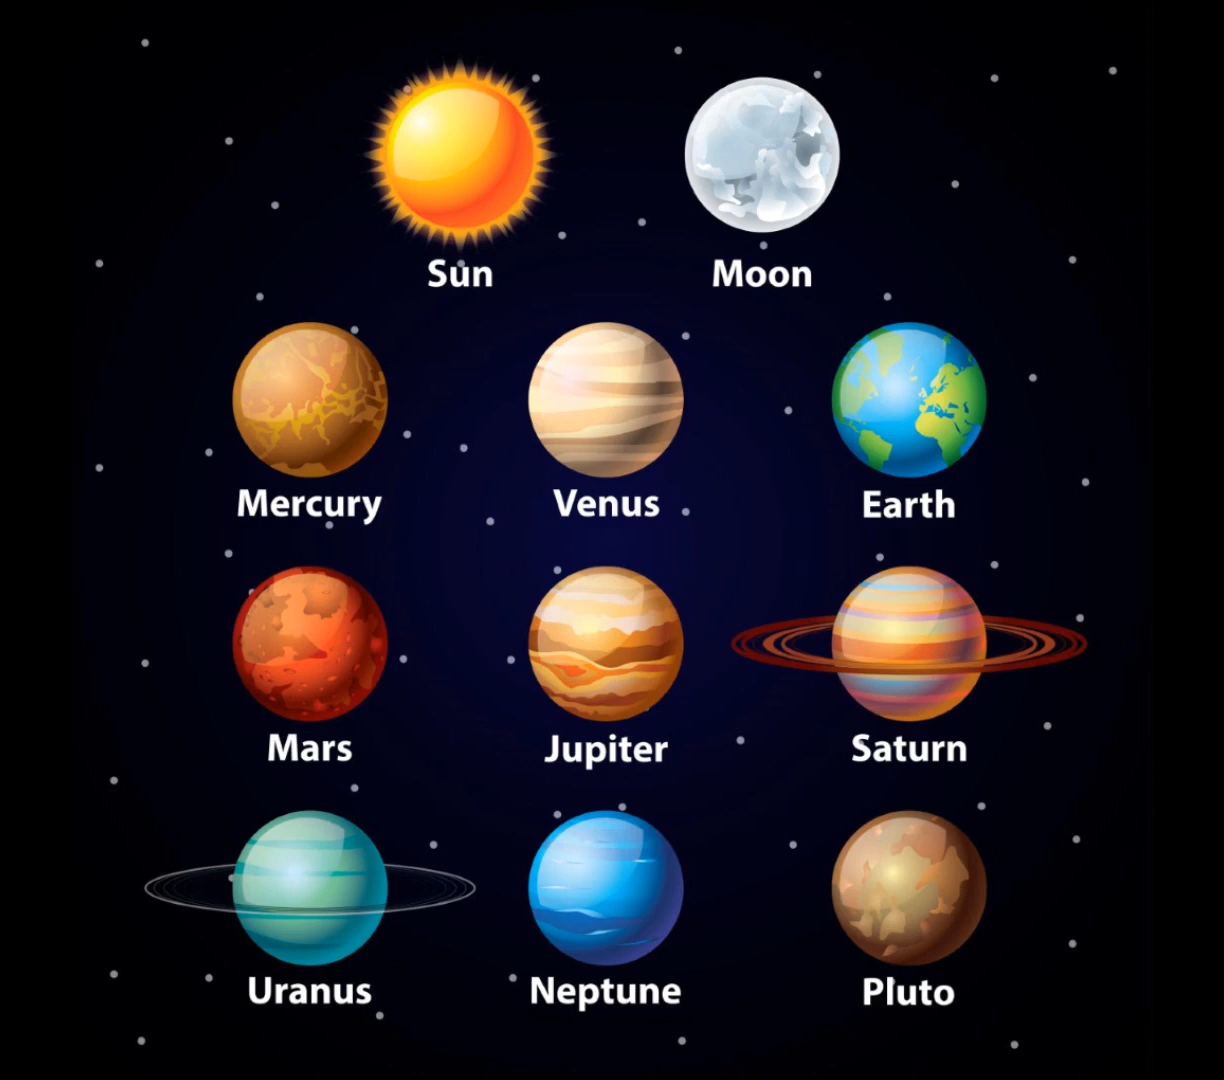 Sun
Moon
Mercury
Venus
Earth
Mars
Jupiter
Saturn
Uranus
Neptune
Pluto